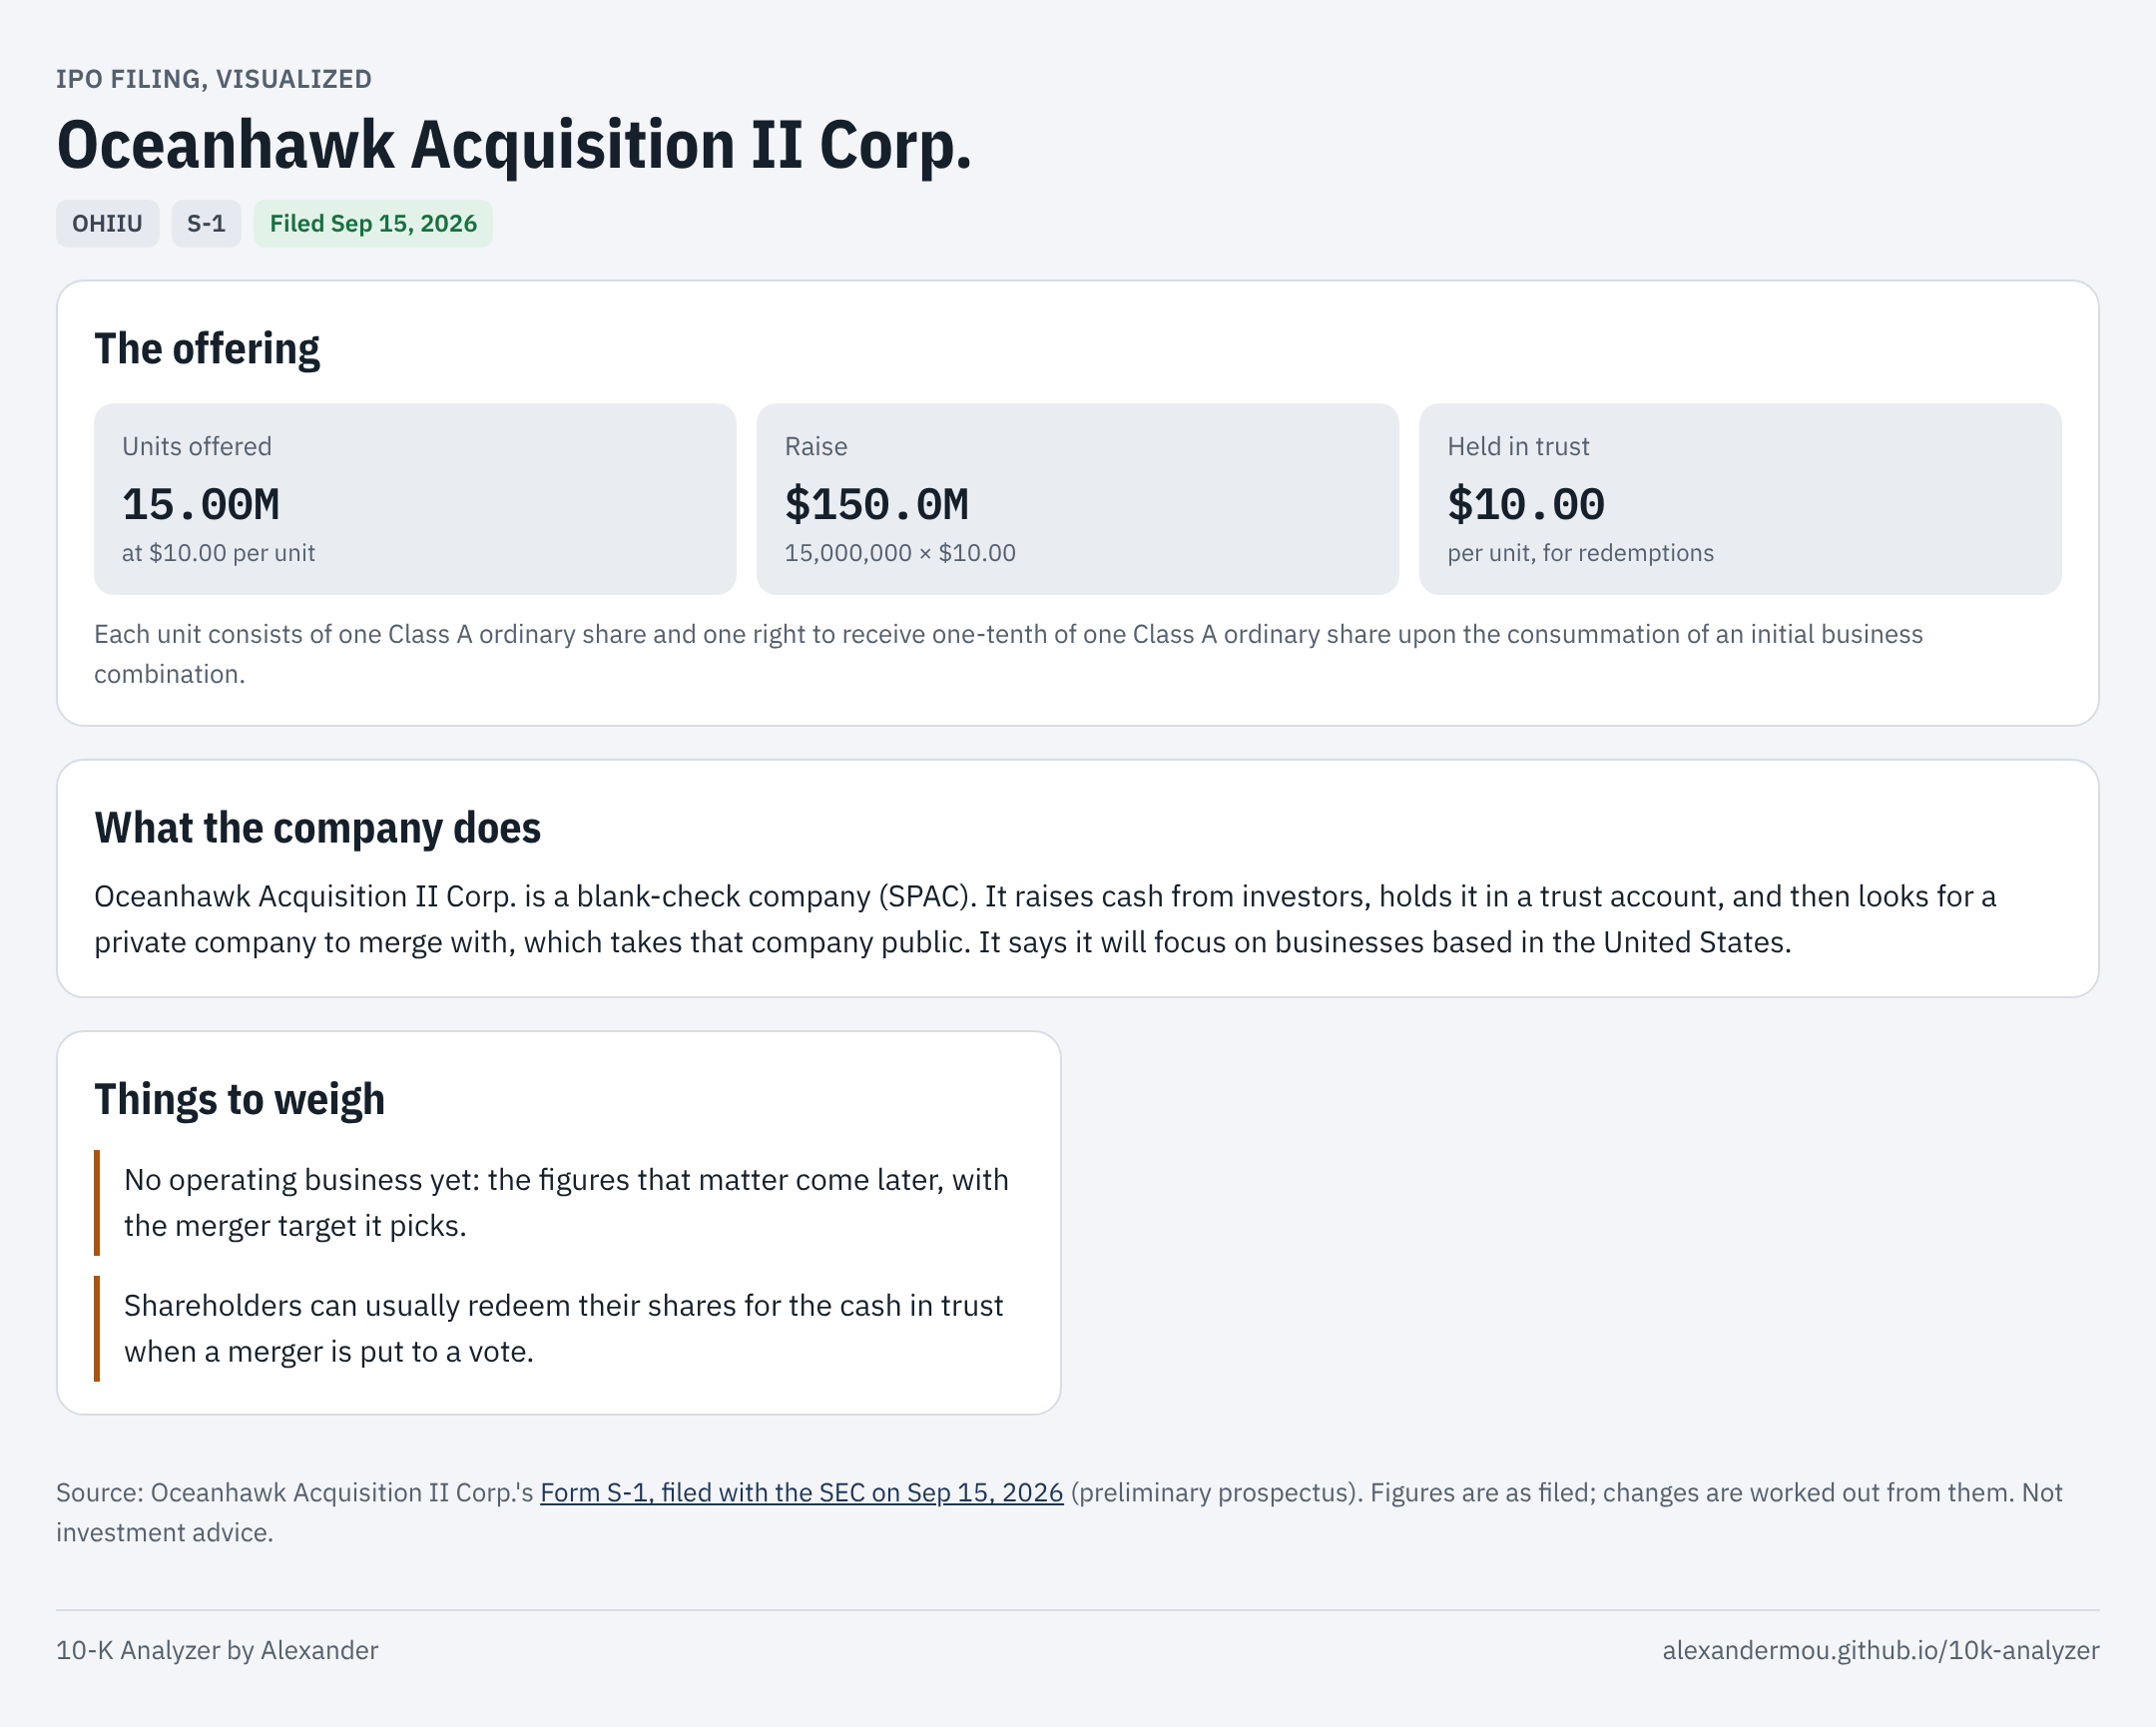 IPO FILING, VISUALIZED
Oceanhawk Acquisition II Corp.
OHIIU S-1 Filed Sep 15, 2026
The offering
Units offered
15.00M
at $10.00 per unit
Raise
$150.0M
15,000,000 × $10.00
Held in trust
$10.00
per unit, for redemptions
Each unit consists of one Class A ordinary share and one right to receive one-tenth of one Class A ordinary share upon the consummation of an initial business
combination.
What the company does
Oceanhawk Acquisition II Corp. is a blank-check company (SPAC). It raises cash from investors, holds it in a trust account, and then looks for a
private company to merge with, which takes that company public. It says it will focus on businesses based in the United States.
Things to weigh
No operating business yet: the figures that matter come later, with
the merger target it picks.
Shareholders can usually redeem their shares for the cash in trust
when a merger is put to a vote.
Source: Oceanhawk Acquisition II Corp.'s Form S-1, filed with the SEC on Sep 15, 2026 (preliminary prospectus). Figures are as filed; changes are worked out from them. Not
investment advice.
10-K Analyzer by Alexander
alexandermou.github.io/10k-analyzer